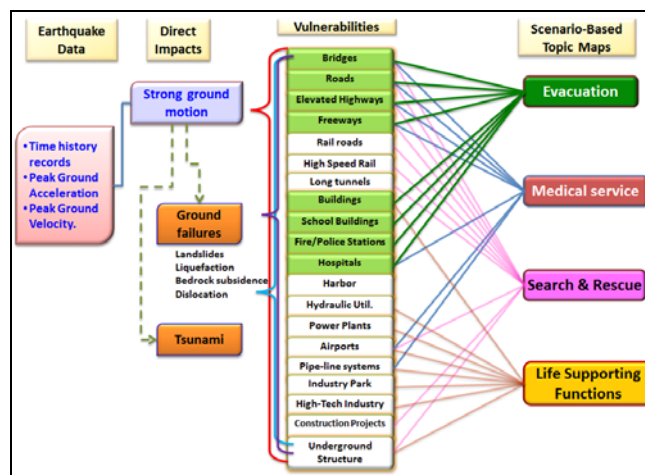 Earthquake
Data
Direct
Impacts
Vulnerabilities
Scenario-Based
Topic Maps
Strong ground
motion
• Time history
records
• Peak Ground
Acceleration
• Peak Ground
Velocity.
Ground
failures
Landslides
Liquefaction
Bedrock subsidence
Dislocation
Tsunami
Bridges
Roads
Elevated Highways
Freeways
Rail roads
High Speed Rail
Long tunnels
Buildings
School Buildings
Fire/Police Stations
Hospitals
Harbor
Hydraulic Util.
Power Plants
Airports
Pipe-line systems
Industry Park
High-Tech Industry
Construction Projects
Underground
Structure
Evacuation
Medical service
Search & Rescue
Life Supporting
Functions